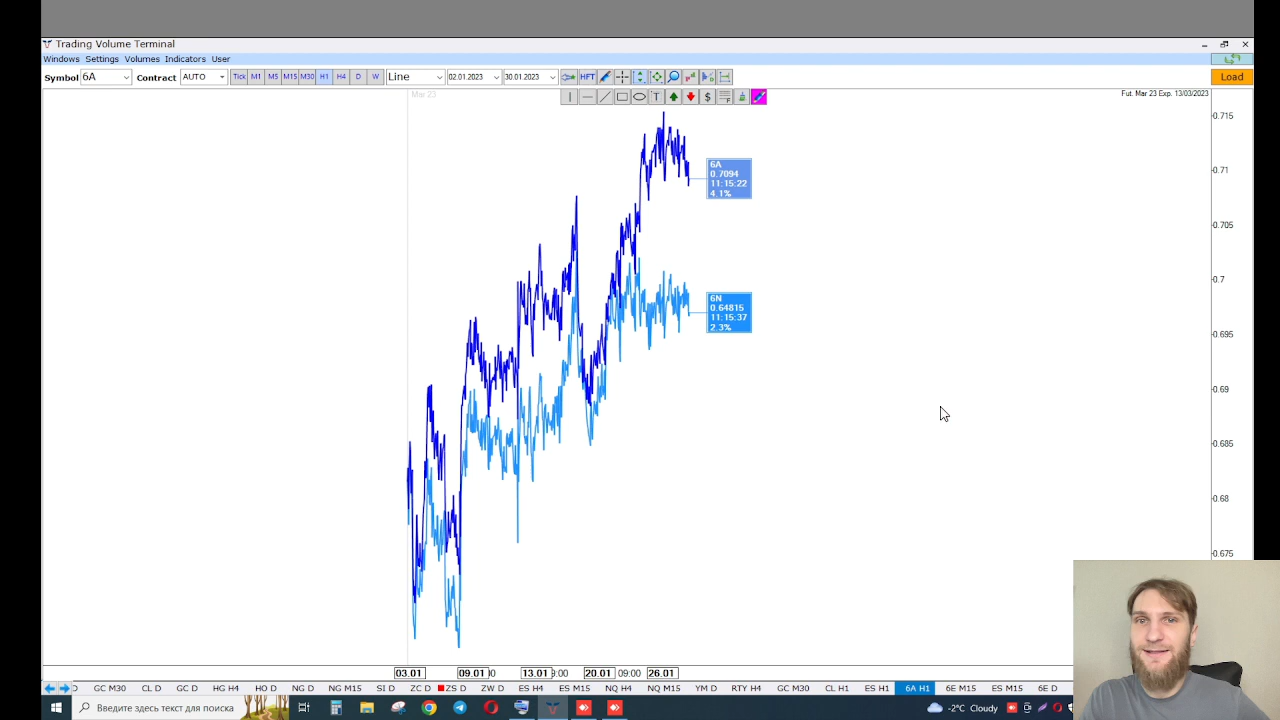 Trading Volume Terminal
Windows Settings Volumes Indicators User
Symbol 6A Contract AUTO Tick M1 M5 M15 M30 H1 H4 D W Line 02.01.2023 30.01.2023 HFT Load
T $
Mar 23
Fut. Mar 23 Exp. 13/03/2023
0.715
6A
0.7094
11:15:22
4.1%
0.71
0.705
0.7
6N
0.64815
11:15:37
2.3%
0.695
0.69
0.685
0.68
0.675
03.01 09.01 13.01 9:00 20.01 09:00 26.01
GC M30 CL D GC D HG H4 HO D NG D NG M15 SI D ZC D ZS D ZW D ES H4 ES M15 NQ H4 NQ M15 YM D RTY H4 GC M30 CL H1 ES H1 6A H1 6E M15 ES M15 6E D
Введите здесь текст для поиска
-2°C Cloudy